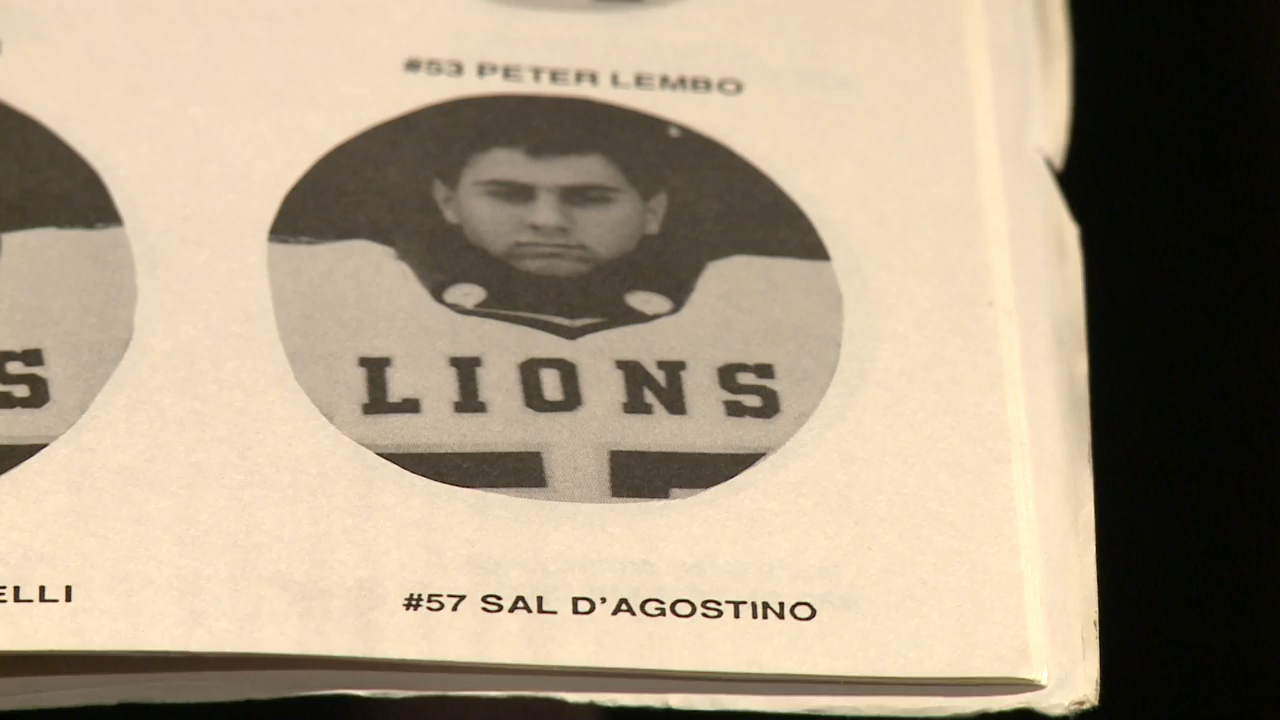 #53 PETER LEMBO
S
LIONS
ELLI
#57 SAL D'AGOSTINO